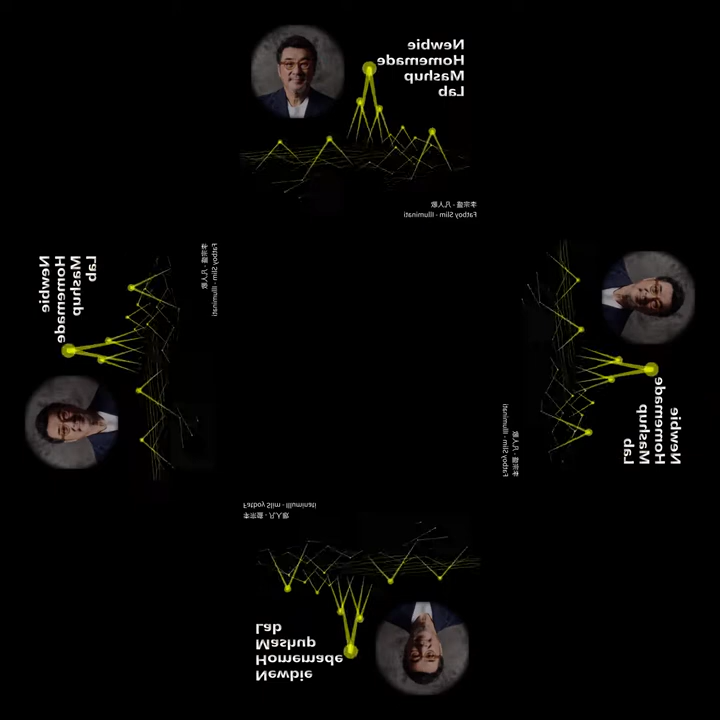 Newbie
Homemade
Mashup
Lab
李宗盛 - 凡人歌
Fatboy Slim - Illuminati
Newbie
Homemade
Mashup
Lab
李宗盛 - 凡人歌
Fatboy Slim - Illuminati
Newbie
Homemade
Mashup
Lab
李宗盛 - 凡人歌
Fatboy Slim - Illuminati
Newbie
Homemade
Mashup
Lab
李宗盛 - 凡人歌
Fatboy Slim - Illuminati